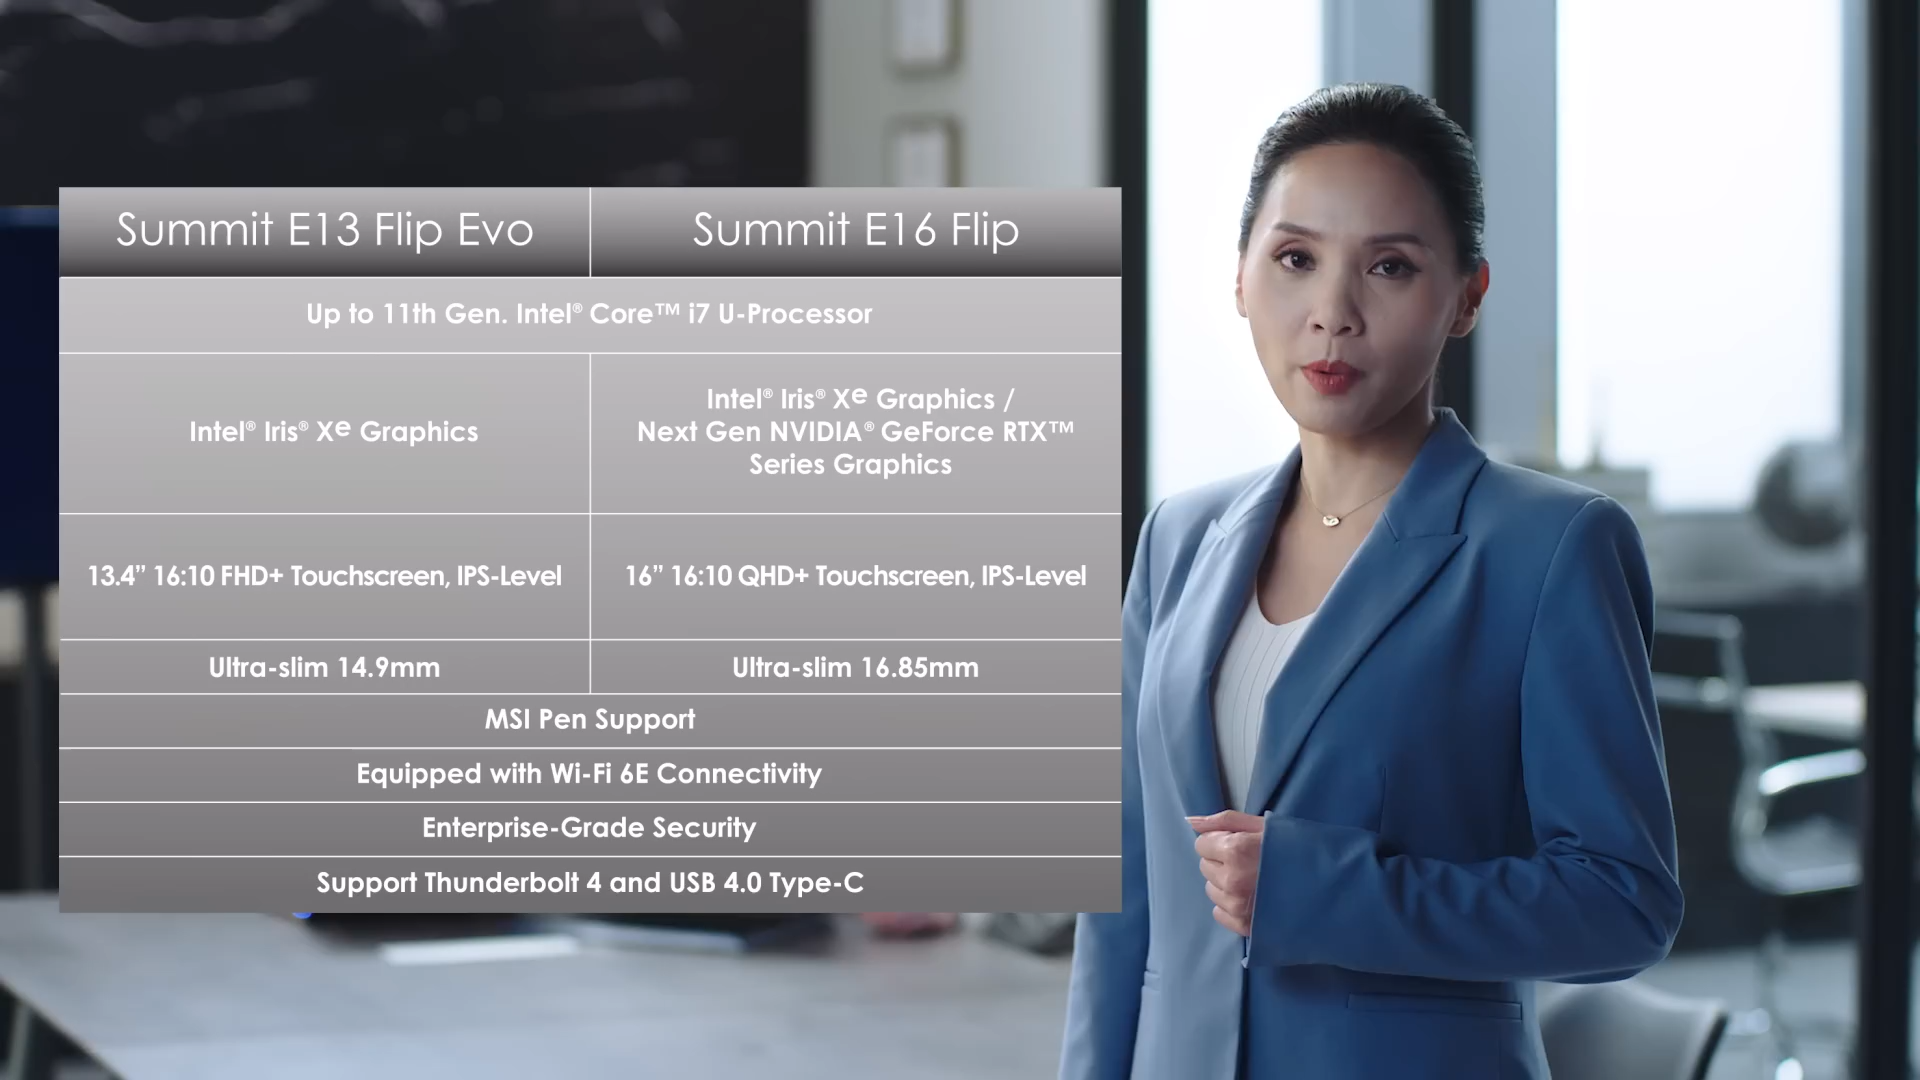 Summit E13 Flip Evo
Summit E16 Flip
Up to 11th Gen. Intel® Core™ i7 U-Processor
Intel® Iris® Xe Graphics
Intel® Iris® Xe Graphics /
Next Gen NVIDIA® GeForce RTX™
Series Graphics
13.4” 16:10 FHD+ Touchscreen, IPS-Level
16” 16:10 QHD+ Touchscreen, IPS-Level
Ultra-slim 14.9mm
Ultra-slim 16.85mm
MSI Pen Support
Equipped with Wi-Fi 6E Connectivity
Enterprise-Grade Security
Support Thunderbolt 4 and USB 4.0 Type-C